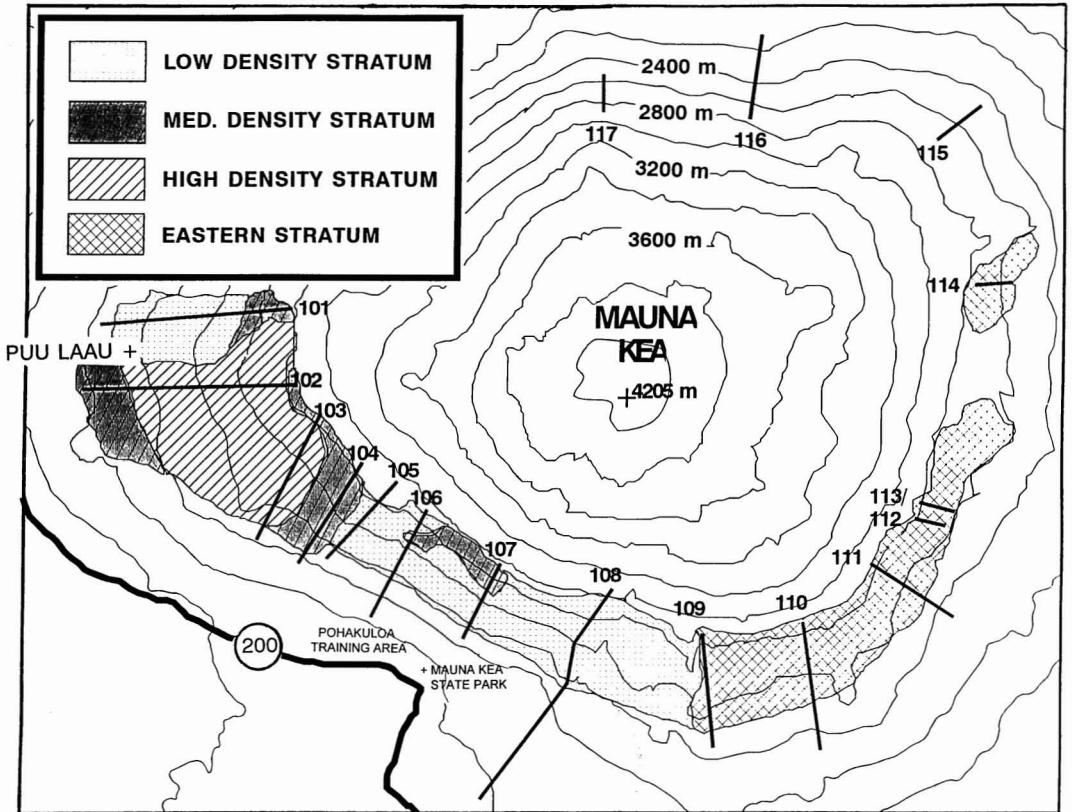 LOW DENSITY STRATUM
MED. DENSITY STRATUM
HIGH DENSITY STRATUM
EASTERN STRATUM
2400 m
2800 m
117
116
115
3200 m
3600 m
114
101
MAUNA
KEA
PUU LAAU +
102
+4205 m
103
104
105
106
113/
112
107
111
108
109
110
POHAKULOA
TRAINING AREA
200
+ MAUNA KEA
STATE PARK